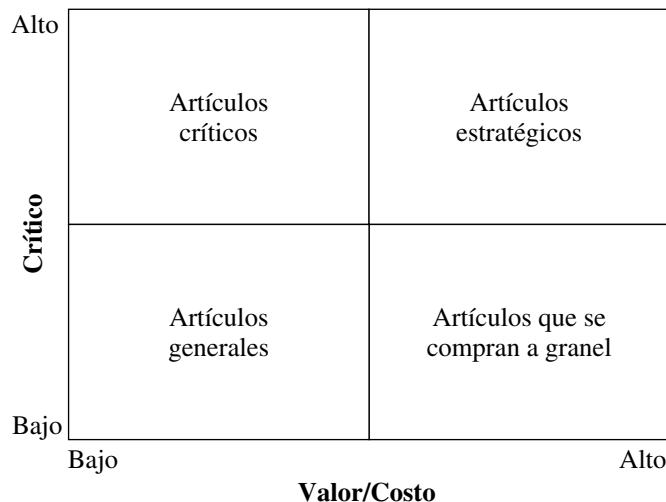 Alto
Artículos
críticos
Artículos
estratégicos
Crítico
Artículos
generales
Artículos que se
compran a granel
Bajo
Bajo
Alto
Valor/Costo